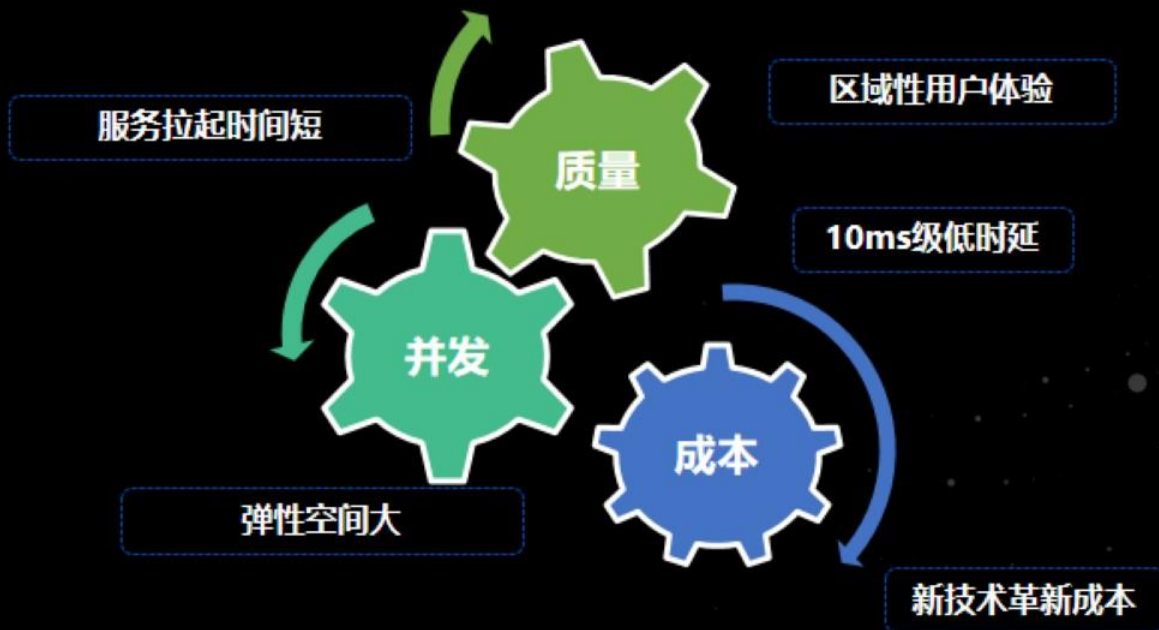 区域性用户体验
服务拉起时间短
质量
10ms级低时延
并发
成本
弹性空间大
新技术革新成本